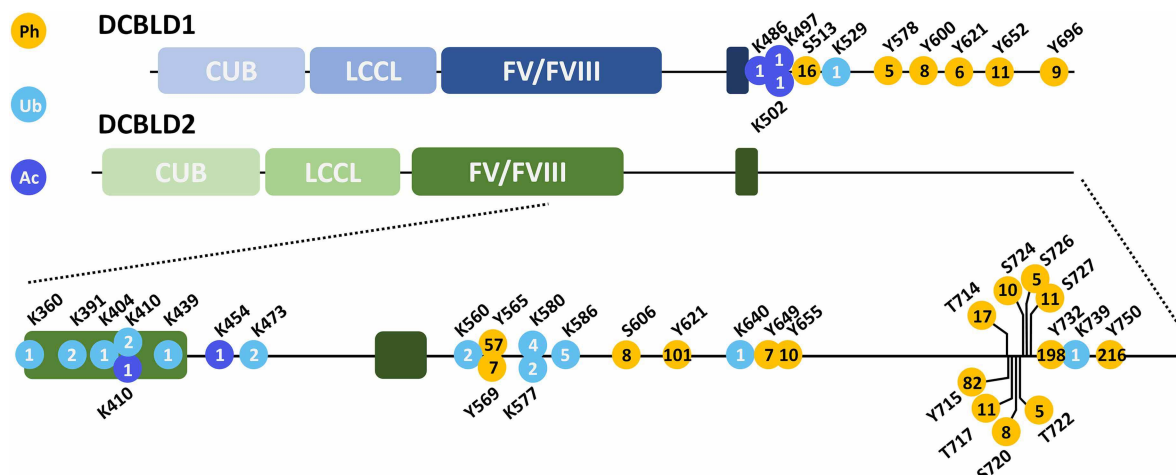 Ph
Ub
Ac
DCBLD1
CUB
LCCL
FV/FVIII
K486
K497
S513
K529
Y578
Y600
Y621
Y652
Y696
1
1
1
16
1
5
8
6
11
9
K502
DCBLD2
CUB
LCCL
FV/FVIII
K360
K391
K404
K410
K439
K454
K473
K560
Y565
K580
K586
S606
Y621
K640
Y649
Y655
T714
S724
S726
S727
Y732
K739
Y750
1
2
1
2
1
1
1
2
2
57
7
4
2
5
8
101
1
7
10
17
10
5
11
198
1
216
82
11
8
5
K410
Y569
K577
Y715
T717
S720
T722